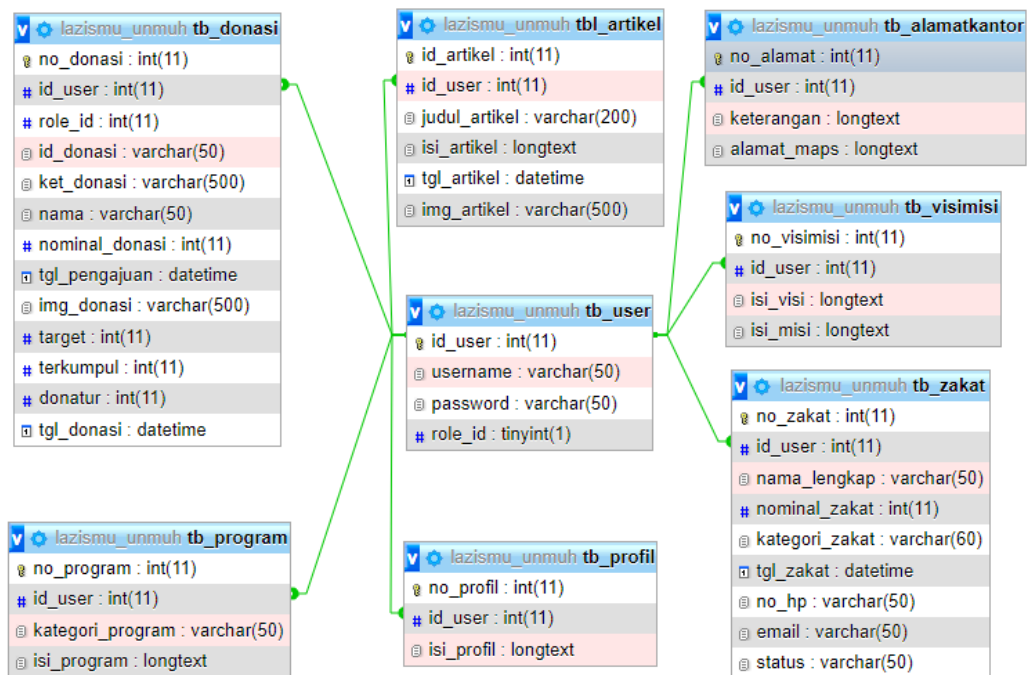 lazismu_unmuh tb_donasi
no_donasi : int(11)
id_user : int(11)
role_id : int(11)
id_donasi : varchar(50)
ket_donasi : varchar(500)
nama : varchar(50)
nominal_donasi : int(11)
tgl_pengajuan : datetime
img_donasi : varchar(500)
target : int(11)
terkumpul : int(11)
donatur : int(11)
tgl_donasi : datetime
lazismu_unmuh tbl_artikel
id_artikel : int(11)
id_user : int(11)
judul_artikel : varchar(200)
isi_artikel : longtext
tgl_artikel : datetime
img_artikel : varchar(500)
lazismu_unmuh tb_alamatkantor
no_alamat : int(11)
id_user : int(11)
keterangan : longtext
alamat_maps : longtext
lazismu_unmuh tb_visimisi
no_visimisi : int(11)
id_user : int(11)
isi_visi : longtext
isi_misi : longtext
lazismu_unmuh tb_user
id_user : int(11)
username : varchar(50)
password : varchar(50)
role_id : tinyint(1)
lazismu_unmuh tb_zakat
no_zakat : int(11)
id_user : int(11)
nama_lengkap : varchar(50)
nominal_zakat : int(11)
kategori_zakat : varchar(60)
tgl_zakat : datetime
no_hp : varchar(50)
email : varchar(50)
status : varchar(50)
lazismu_unmuh tb_program
no_program : int(11)
id_user : int(11)
kategori_program : varchar(50)
isi_program : longtext
lazismu_unmuh tb_profil
no_profil : int(11)
id_user : int(11)
isi_profil : longtext